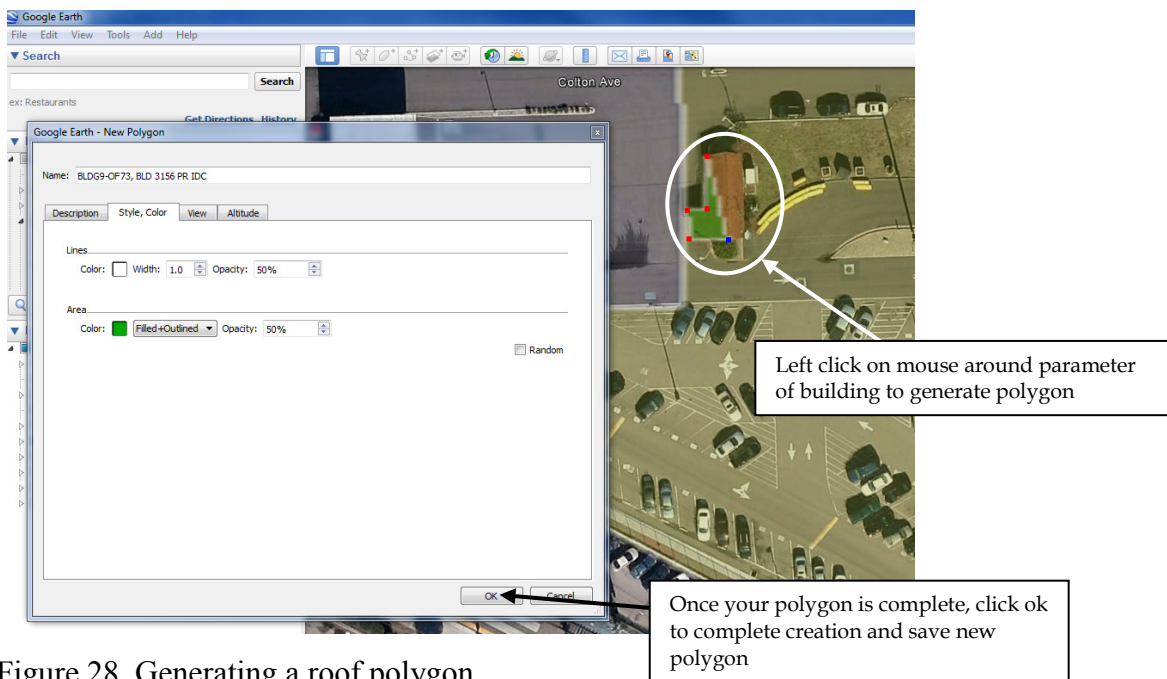 Google Earth
File Edit View Tools Add Help
▼ Search
Search
ex: Restaurants
Get Directions History
Colton Ave
Google Earth - New Polygon
Name: BLDG9-OF73, BLD 3156 PR IDC
Description Style, Color View Altitude
Lines
Color: Width: 1.0 Opacity: 50%
Area
Color: Filled+Outlined Opacity: 50%
Random
OK Cancel
Left click on mouse around parameter
of building to generate polygon
Once your polygon is complete, click ok
to complete creation and save new
polygon
Figure 28. Generating a roof polygon